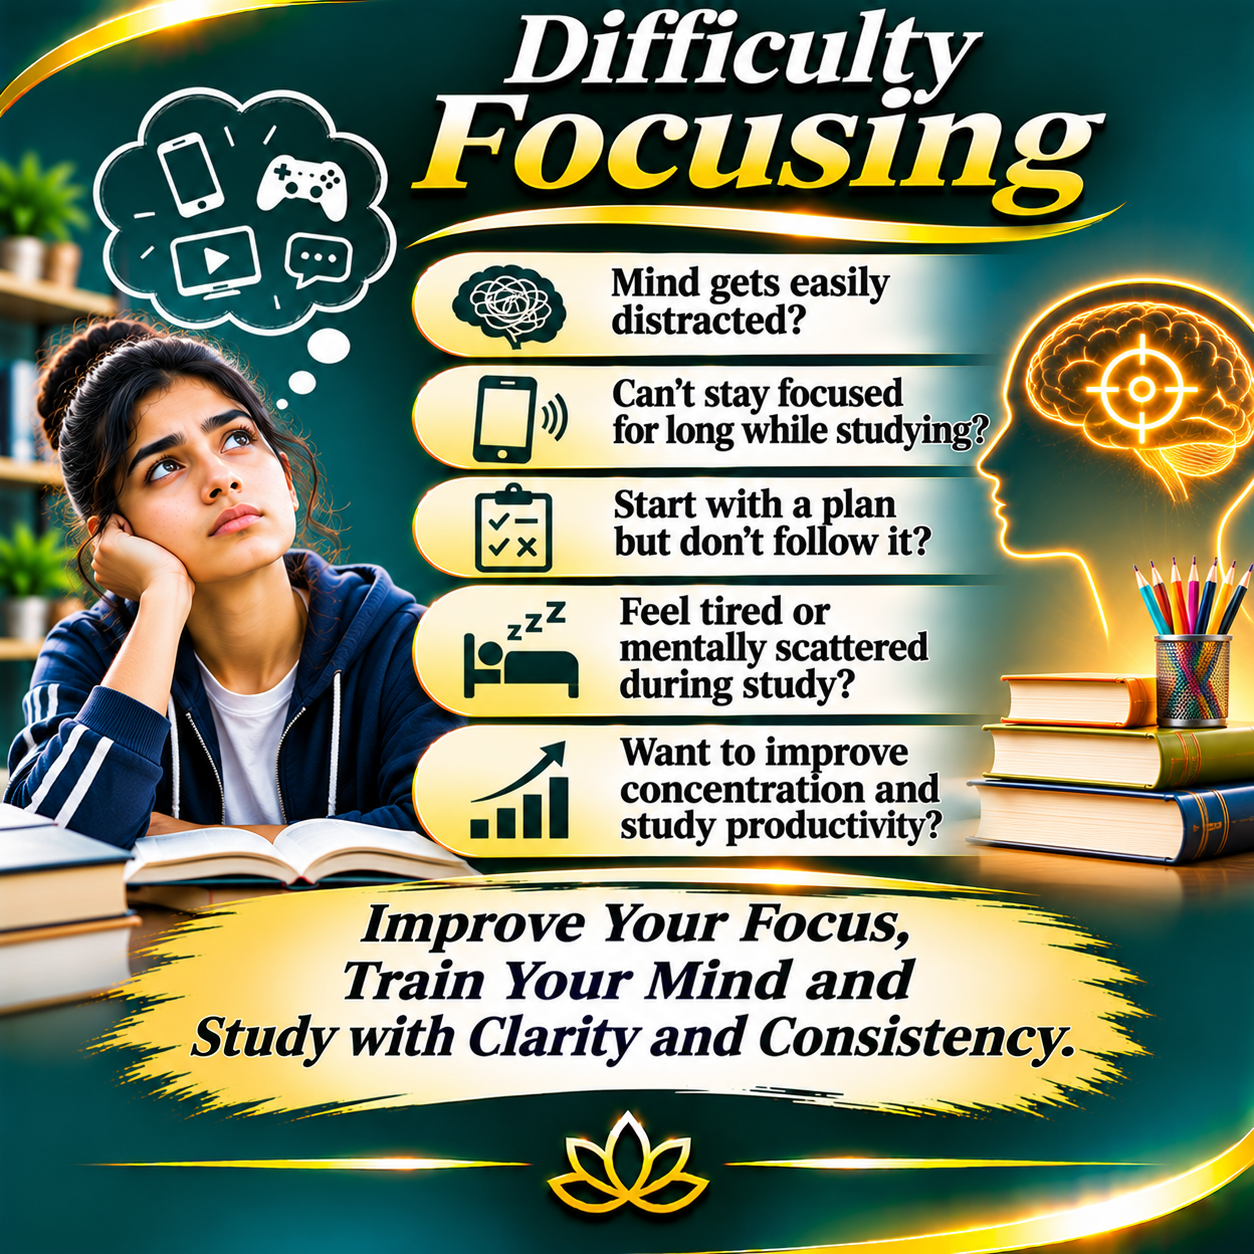 Difficulty
Focusing
Mind gets easily
distracted?
Can't stay focused
for long while studying?
Start with a plan
but don't follow it?
zzz
Feel tired or
mentally scattered
during study?
Want to improve
concentration and
study productivity?
Improve Your Focus,
Train Your Mind and
Study with Clarity and Consistency.